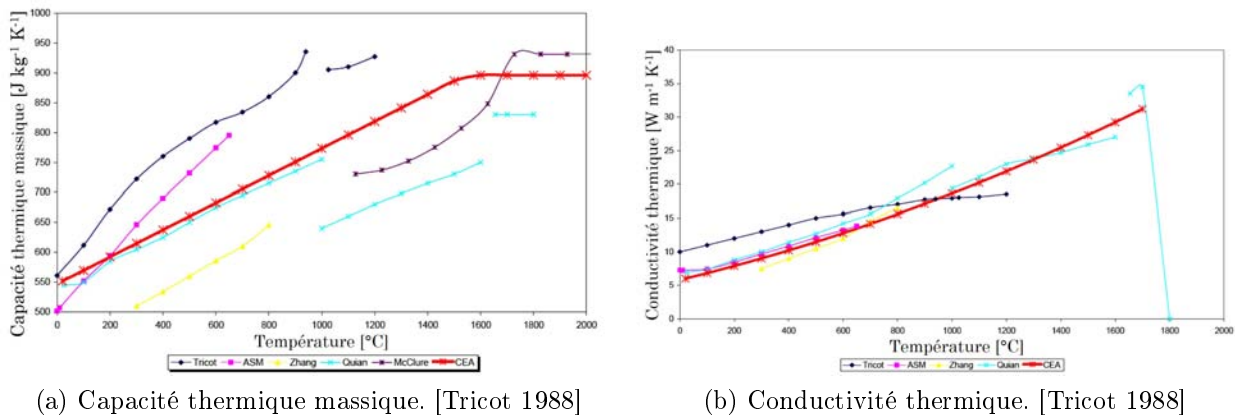 Capacité thermique massique [J kg⁻¹ K⁻¹]
1000
950
900
850
800
750
700
650
600
550
500
0 200 400 600 800 1000 1200 1400 1600 1800 2000
Température [°C]
Tricot ASM Zhang Quian McClure CEA
(a) Capacité thermique massique. [Tricot 1988]
Conductivité thermique [W m⁻¹ K⁻¹]
40
35
30
25
20
15
10
5
0
0 200 400 600 800 1000 1200 1400 1600 1800 2000
Température [°C]
Tricot ASM Zhang Quian CEA
(b) Conductivité thermique. [Tricot 1988]